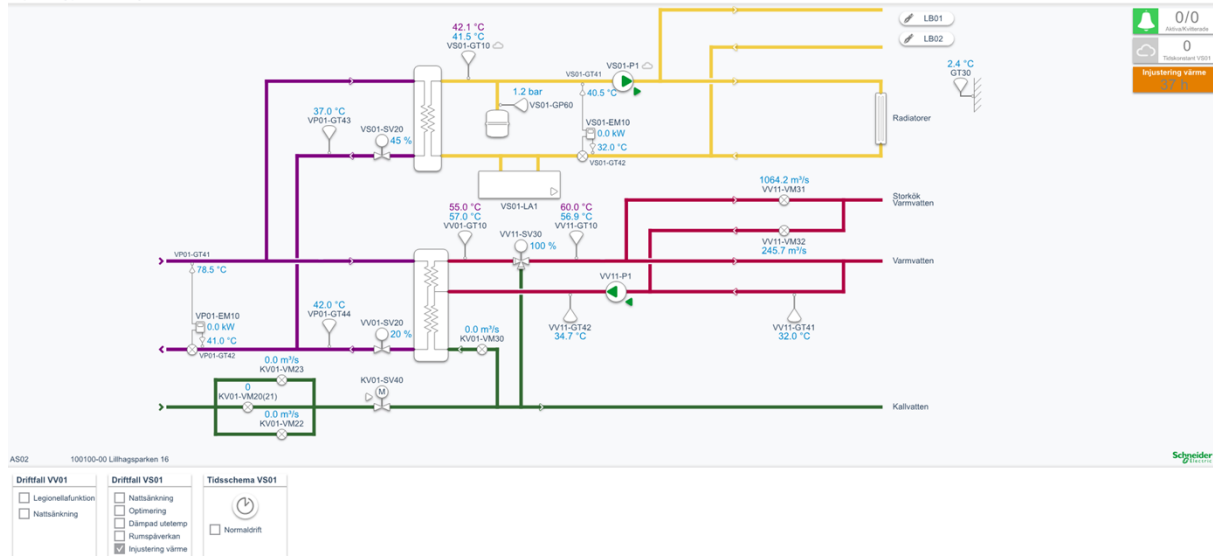 42.1 °C
41.5 °C
VS01-GT10
VS01-P1
LB01
LB02
0/0
Aktiva/Kvitterade
0
Tidskonstant VS01
Injustering värme
37 h
2.4 °C
GT30
VS01-GT41
40.5 °C
1.2 bar
VS01-GP60
37.0 °C
VP01-GT43
VS01-SV20
45 %
VS01-EM10
0.0 kW
32.0 °C
VS01-GT42
Radiatorer
VS01-LA1
1064.2 m³/s
VV11-VM31
Storkök
Varmvatten
55.0 °C
57.0 °C
VV01-GT10
VV11-SV30
100 %
60.0 °C
56.9 °C
VV11-GT10
VV11-VM32
245.7 m³/s
VP01-GT41
78.5 °C
Varmvatten
VV11-P1
VP01-EM10
0.0 kW
41.0 °C
VP01-GT42
42.0 °C
VP01-GT44
VV01-SV20
20 %
0.0 m³/s
KV01-VM30
VV11-GT42
34.7 °C
VV11-GT41
32.0 °C
0.0 m³/s
KV01-VM23
0
KV01-VM20(21)
0.0 m³/s
KV01-VM22
KV01-SV40
M
Kallvatten
AS02
100100-00 Lillhagsparken 16
Schneider
Electric
Driftfall VV01
Legionellafunktion
Nattsänkning
Driftfall VS01
Nattsänkning
Optimering
Dämpad utetemp
Rumspåverkan
Injustering värme
Tidsschema VS01
Normaldrift